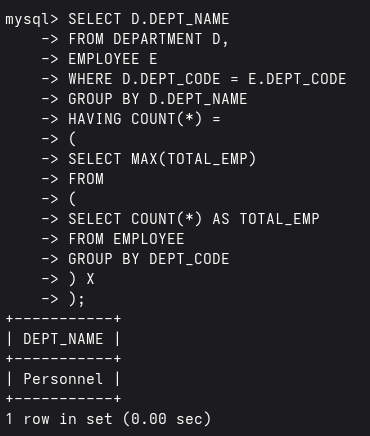 mysql> SELECT D.DEPT_NAME
    -> FROM DEPARTMENT D,
    -> EMPLOYEE E
    -> WHERE D.DEPT_CODE = E.DEPT_CODE
    -> GROUP BY D.DEPT_NAME
    -> HAVING COUNT(*) =
    -> (
    -> SELECT MAX(TOTAL_EMP)
    -> FROM
    -> (
    -> SELECT COUNT(*) AS TOTAL_EMP
    -> FROM EMPLOYEE
    -> GROUP BY DEPT_CODE
    -> ) X
    -> );
+-----------+
| DEPT_NAME |
+-----------+
| Personnel |
+-----------+
1 row in set (0.00 sec)